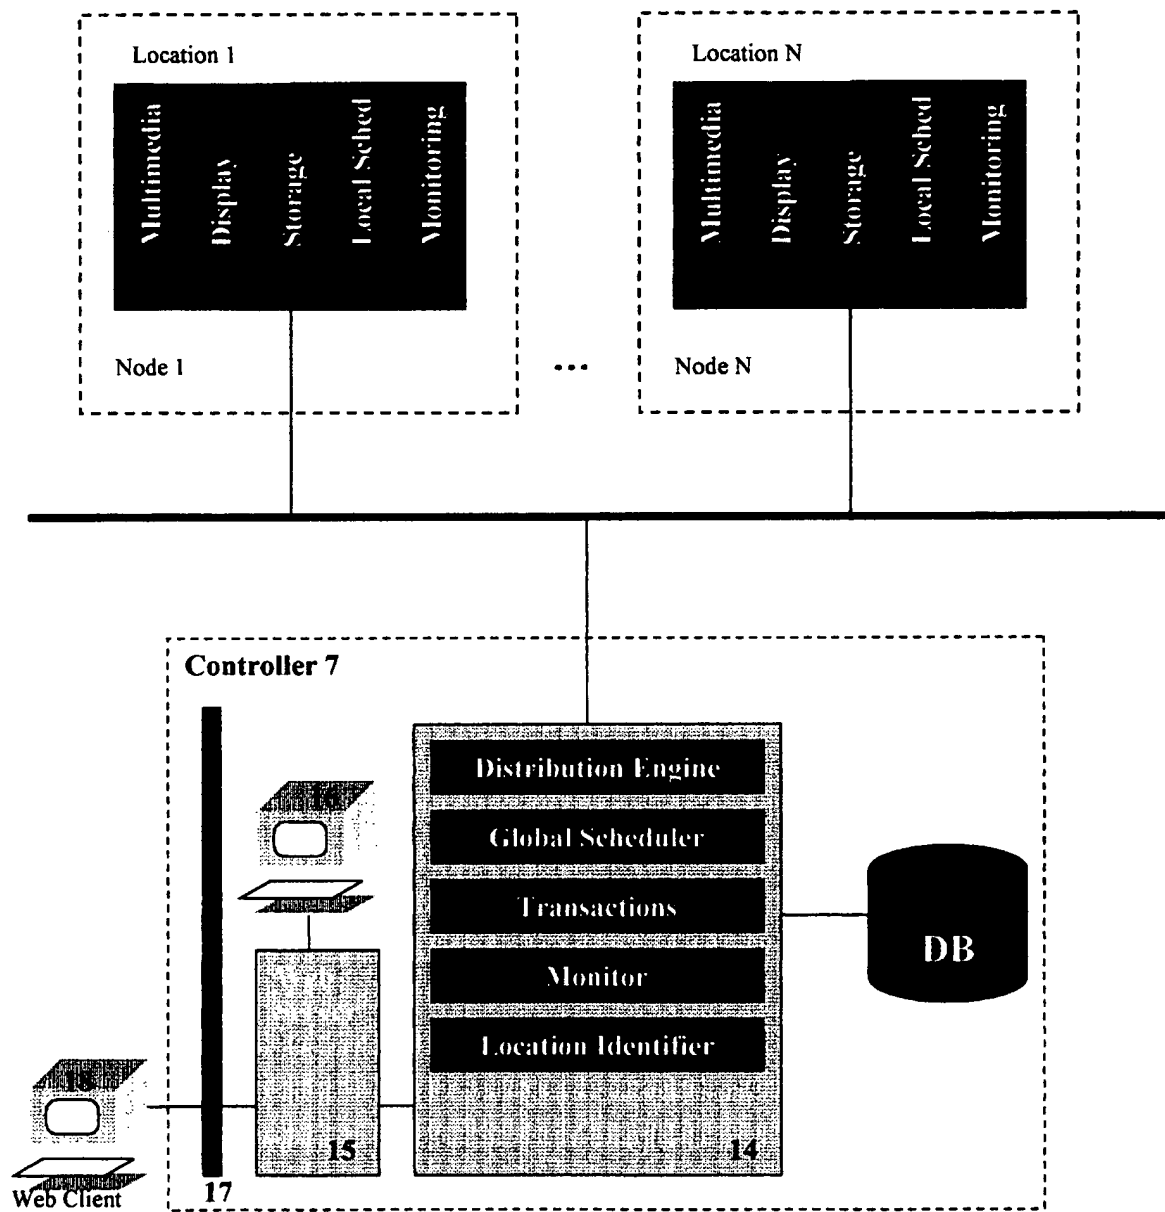 Location 1
Multimedia
Display
Storage
Local Sched
Monitoring
Node 1
...
Location N
Multimedia
Display
Storage
Local Sched
Monitoring
Node N
Controller 7
16
Distribution Engine
Global Scheduler
Transactions
Monitor
Location Identifier
DB
Web
15
14
18
17
Web Client